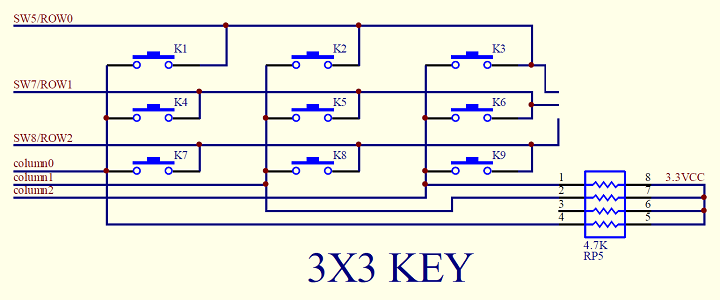 SW5/ROW0
K1
K2
K3
SW7/ROW1
K4
K5
K6
SW8/ROW2
K7
K8
K9
column0
column1
column2
1 8 3.3VCC
2 7
3 6
4 5
4.7K
RP5
3X3 KEY